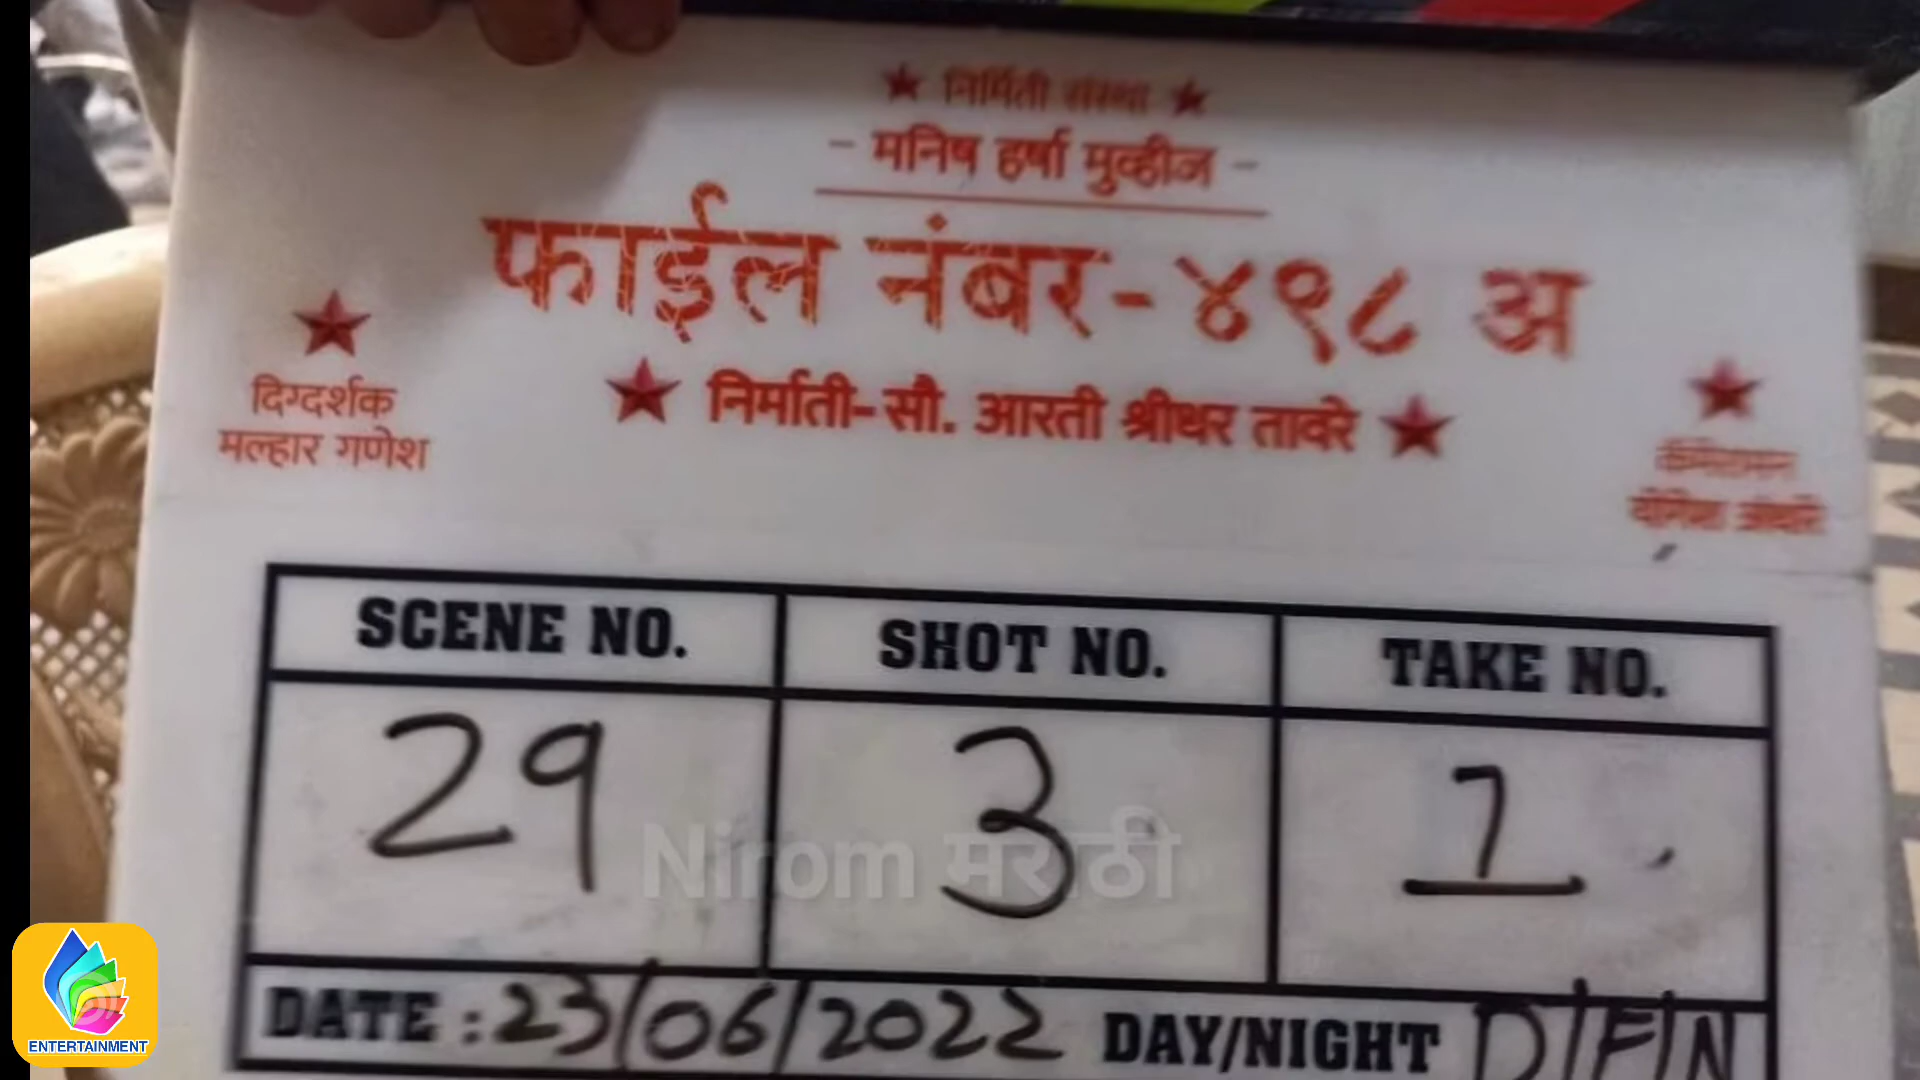 निर्मिती संस्था
- मनिष हर्षा मुव्हीज -
फाईल नंबर-४९८ अ
निर्माती-सौ. आरती श्रीधर तावरे
दिग्दर्शक
मल्हार गणेश
कॅमेरामन
योगेश
SCENE NO. SHOT NO. TAKE NO.
29 3 1
Nirom मराठी
DATE : 23/06/2022 DAY/NIGHT D/F/N
ENTERTAINMENT